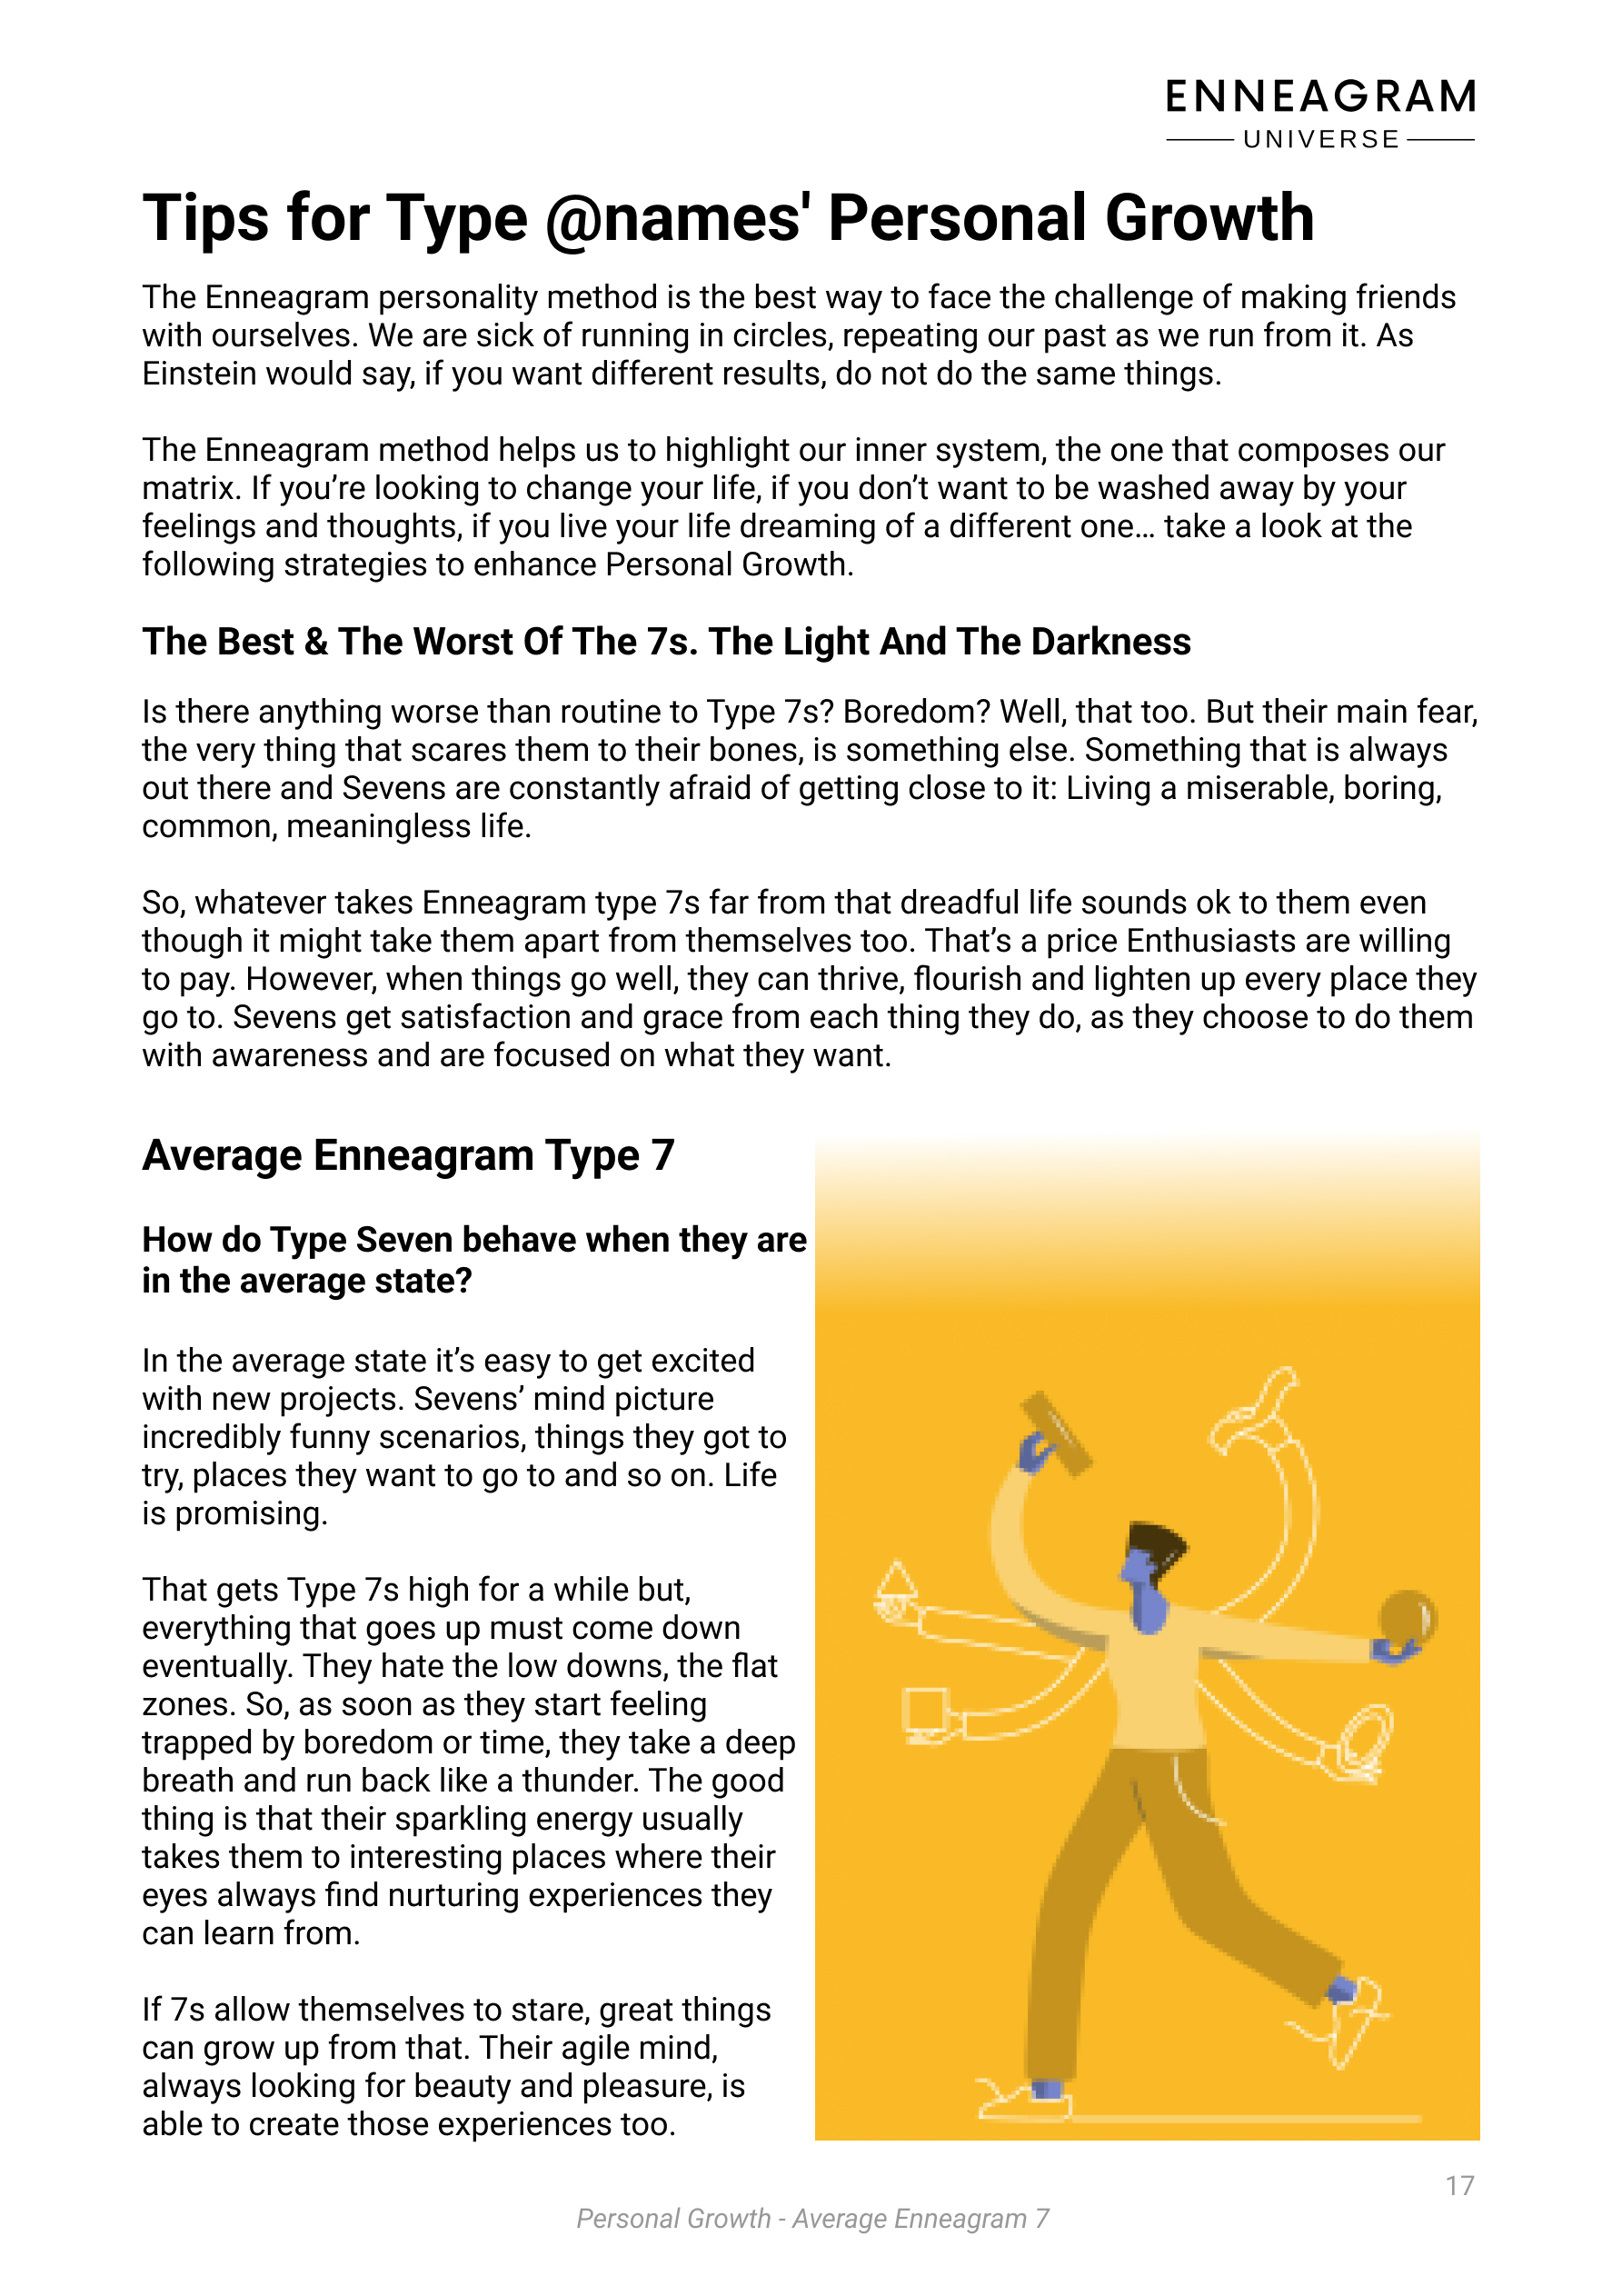 ENNEAGRAM
UNIVERSE
Tips for Type @names' Personal Growth
The Enneagram personality method is the best way to face the challenge of making friends
with ourselves. We are sick of running in circles, repeating our past as we run from it. As
Einstein would say, if you want different results, do not do the same things.
The Enneagram method helps us to highlight our inner system, the one that composes our
matrix. If you’re looking to change your life, if you don’t want to be washed away by your
feelings and thoughts, if you live your life dreaming of a different one… take a look at the
following strategies to enhance Personal Growth.
The Best & The Worst Of The 7s. The Light And The Darkness
Is there anything worse than routine to Type 7s? Boredom? Well, that too. But their main fear,
the very thing that scares them to their bones, is something else. Something that is always
out there and Sevens are constantly afraid of getting close to it: Living a miserable, boring,
common, meaningless life.
So, whatever takes Enneagram type 7s far from that dreadful life sounds ok to them even
though it might take them apart from themselves too. That’s a price Enthusiasts are willing
to pay. However, when things go well, they can thrive, flourish and lighten up every place they
go to. Sevens get satisfaction and grace from each thing they do, as they choose to do them
with awareness and are focused on what they want.
Average Enneagram Type 7
How do Type Seven behave when they are
in the average state?
In the average state it’s easy to get excited
with new projects. Sevens’ mind picture
incredibly funny scenarios, things they got to
try, places they want to go to and so on. Life
is promising.
That gets Type 7s high for a while but,
everything that goes up must come down
eventually. They hate the low downs, the flat
zones. So, as soon as they start feeling
trapped by boredom or time, they take a deep
breath and run back like a thunder. The good
thing is that their sparkling energy usually
takes them to interesting places where their
eyes always find nurturing experiences they
can learn from.
If 7s allow themselves to stare, great things
can grow up from that. Their agile mind,
always looking for beauty and pleasure, is
able to create those experiences too.
17
Personal Growth - Average Enneagram 7